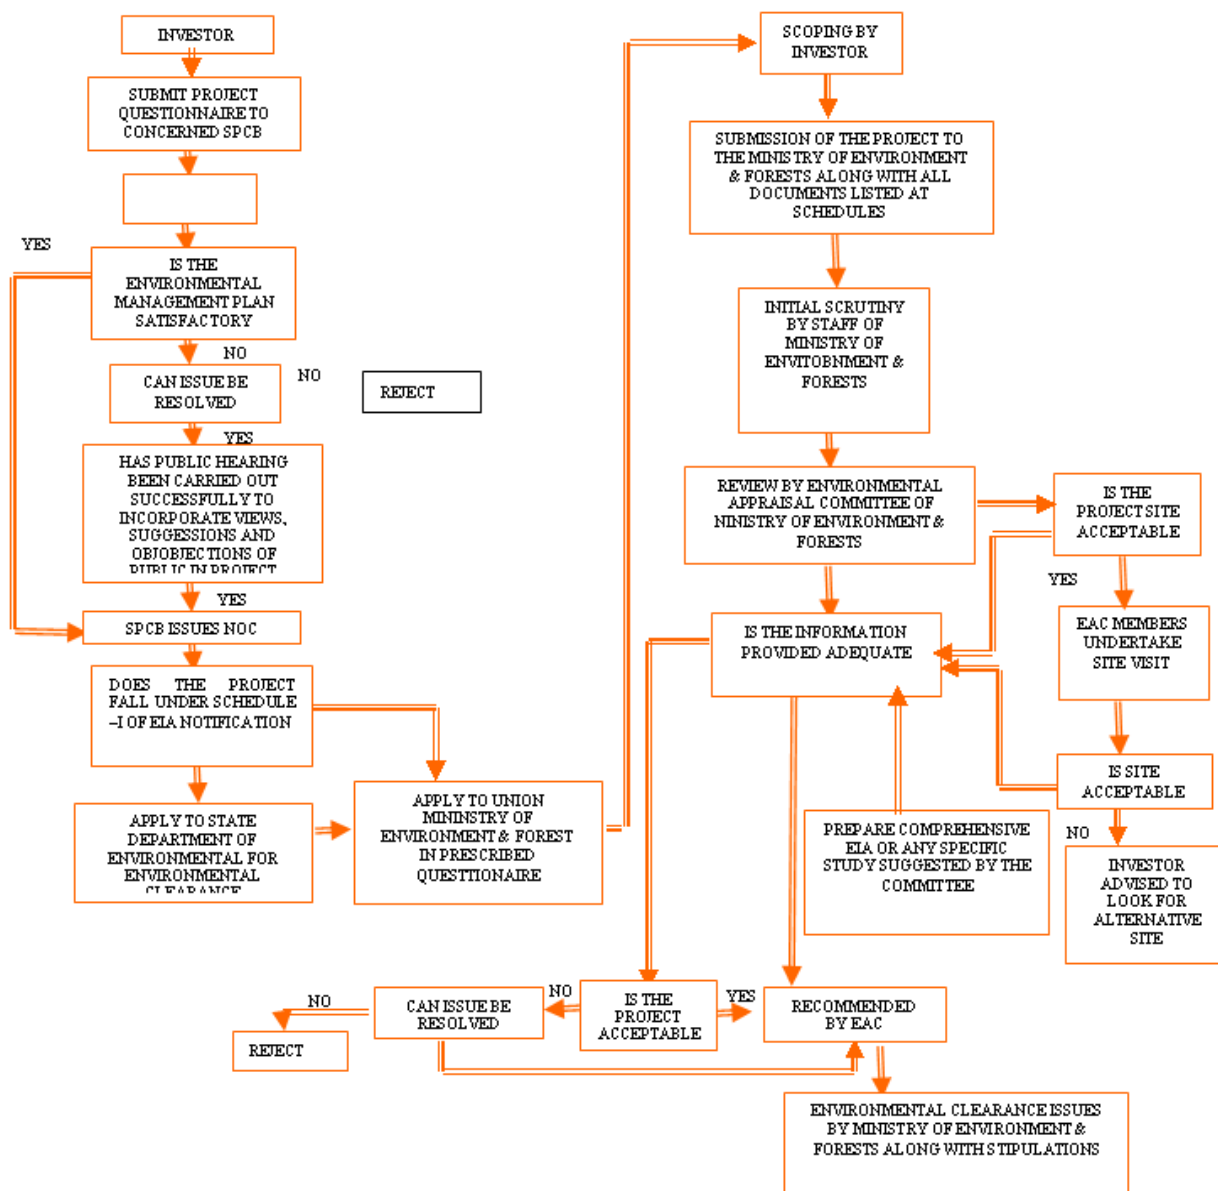 INVESTOR
SUBMIT PROJECT
QUESTIONNAIRE TO
CONCERNED SPCB
YES
IS THE
ENVIRONMENTAL
MANAGEMENT PLAN
SATISFACTORY
NO
CAN ISSUE BE
RESOLVED
NO
REJECT
YES
HAS PUBLIC HEARING
BEEN CARRIED OUT
SUCCESSFULLY TO
INCORPORATE VIEWS,
SUGGESSIONS AND
OBJOBJECTIONS OF
PUBLIC IN PROJECT
YES
SPCB ISSUES NOC
DOES THE PROJECT
FALL UNDER SCHEDULE
–I OF EIA NOTIFICATION
APPLY TO STATE
DEPARTMENT OF
ENVIRONMENTAL FOR
ENVIRONMENTAL
CLEARANCE
APPLY TO UNION
MININSTRY OF
ENVIRONMENT & FOREST
IN PRESCRIBED
QUESTTIONAIRE
SCOPING BY
INVESTOR
SUBMISSION OF THE PROJECT TO
THE MINISTRY OF ENVIRONMENT
& FORESTS ALONG WITH ALL
DOCUMENTS LISTED AT
SCHEDULES
INITIAL SCRUTINY
BY STAFF OF
MINISTRY OF
ENVITOBNMENT &
FORESTS
REVIEW BY ENVIRONMENTAL
APPRAISAL COMMITTEE OF
NINISTRY OF ENVIRONMENT &
FORESTS
IS THE
PROJECT SITE
ACCEPTABLE
YES
EAC MEMBERS
UNDERTAKE
SITE VISIT
IS THE INFORMATION
PROVIDED ADEQUATE
IS SITE
ACCEPTABLE
NO
INVESTOR
ADVISED TO
LOOK FOR
ALTERNATIVE
SITE
PREPARE COMPREHENSIVE
EIA OR ANY SPECIFIC
STUDY SUGGESTED BY THE
COMMITTEE
NO
REJECT
CAN ISSUE BE
RESOLVED
NO
IS THE
PROJECT
ACCEPTABLE
YES
RECOMMENDED
BY EAC
ENVIRONMENTAL CLEARANCE ISSUES
BY MINISTRY OF ENVIRONMENT &
FORESTS ALONG WITH STIPULATIONS